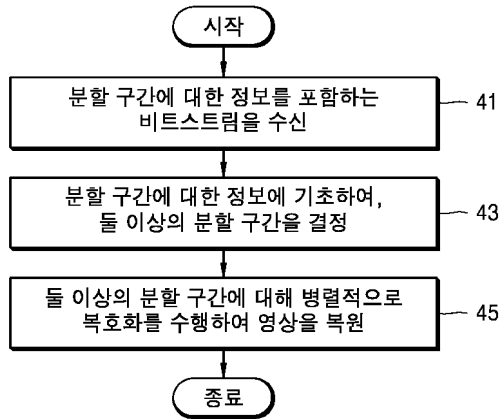 시작
분할 구간에 대한 정보를 포함하는
비트스트림을 수신
41
분할 구간에 대한 정보에 기초하여,
둘 이상의 분할 구간을 결정
43
둘 이상의 분할 구간에 대해 병렬적으로
복호화를 수행하여 영상을 복원
45
종료